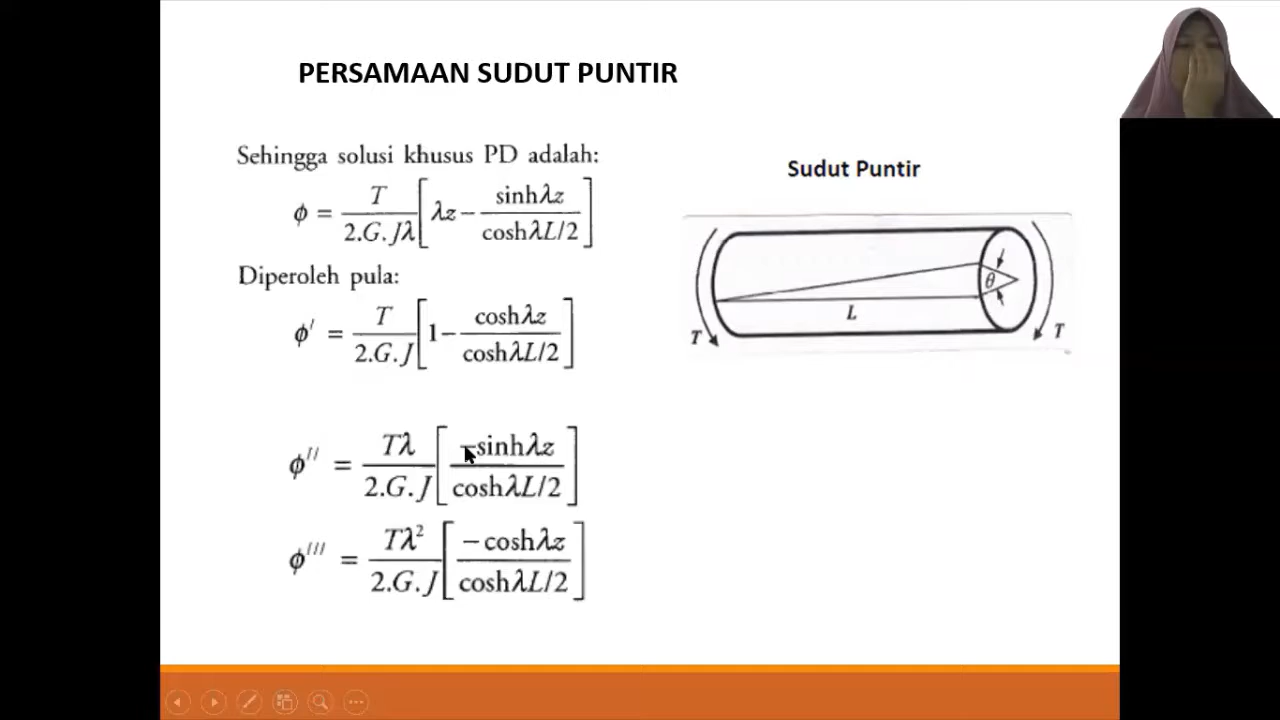 PERSAMAAN SUDUT PUNTIR
Sehingga solusi khusus PD adalah:
ϕ = T / 2.G.Jλ [ λz − sinhλz / coshλL/2 ]
Diperoleh pula:
ϕ′ = T / 2.G.J [ 1 − coshλz / coshλL/2 ]
ϕ′′ = Tλ / 2.G.J [ −sinhλz / coshλL/2 ]
ϕ′′′ = Tλ² / 2.G.J [ −coshλz / coshλL/2 ]
Sudut Puntir
θ
L
T
T